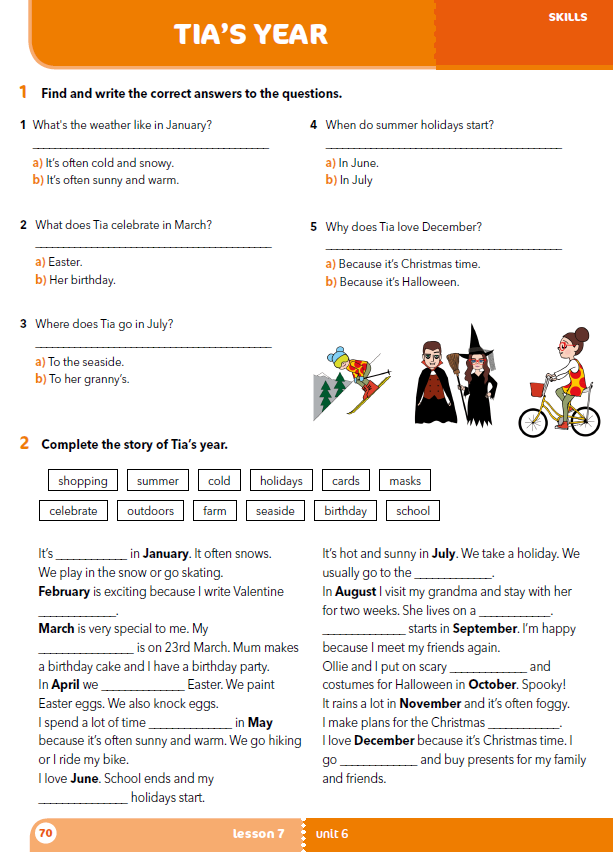 TIA'S YEAR
SKILLS
1 Find and write the correct answers to the questions.
1 What's the weather like in January?
a) It's often cold and snowy.
b) It's often sunny and warm.
2 What does Tia celebrate in March?
a) Easter.
b) Her birthday.
3 Where does Tia go in July?
a) To the seaside.
b) To her granny's.
4 When do summer holidays start?
a) In June.
b) In July
5 Why does Tia love December?
a) Because it's Christmas time.
b) Because it's Halloween.
2 Complete the story of Tia's year.
shopping summer cold holidays cards masks
celebrate outdoors farm seaside birthday school
It's ____________ in January. It often snows.
We play in the snow or go skating.
February is exciting because I write Valentine
_____________.
March is very special to me. My
________________ is on 23rd March. Mum makes
a birthday cake and I have a birthday party.
In April we ______________ Easter. We paint
Easter eggs. We also knock eggs.
I spend a lot of time ______________ in May
because it's often sunny and warm. We go hiking
or I ride my bike.
I love June. School ends and my
_______________ holidays start.
It's hot and sunny in July. We take a holiday. We
usually go to the _____________.
In August I visit my grandma and stay with her
for two weeks. She lives on a ____________.
______________ starts in September. I'm happy
because I meet my friends again.
Ollie and I put on scary _____________ and
costumes for Halloween in October. Spooky!
It rains a lot in November and it's often foggy.
I make plans for the Christmas ____________.
I love December because it's Christmas time. I
go _____________ and buy presents for my family
and friends.
70
lesson 7
unit 6